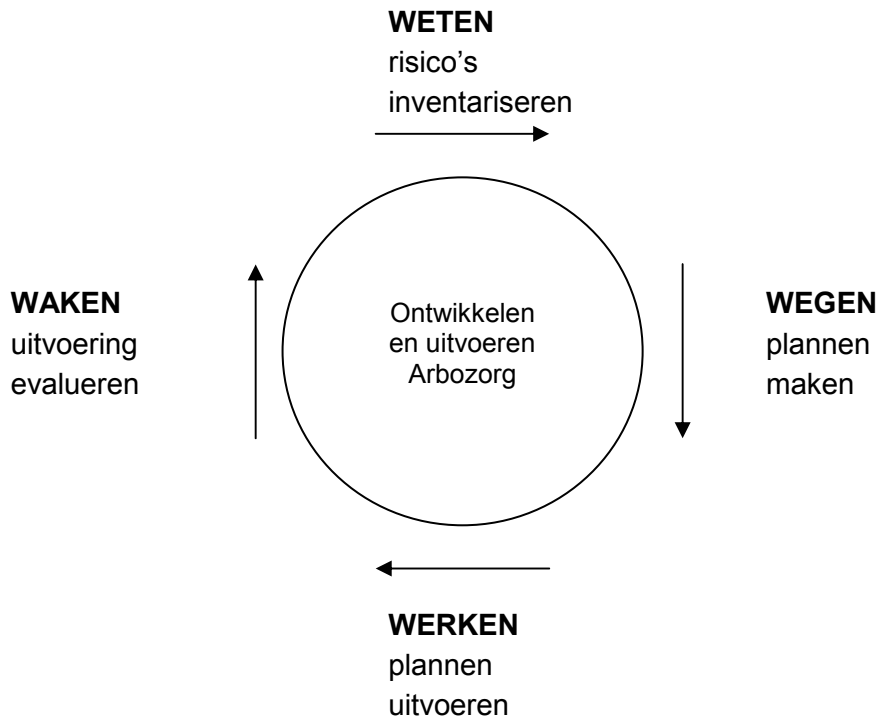 WETEN
risico’s
inventariseren
WAKEN
uitvoering
evalueren
Ontwikkelen
en uitvoeren
Arbozorg
WEGEN
plannen
maken
WERKEN
plannen
uitvoeren